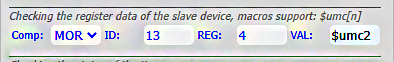 Checking the register data of the slave device, macros support: $umc[n]
Comp: MOR ID: 13 REG: 4 VAL: $umc2